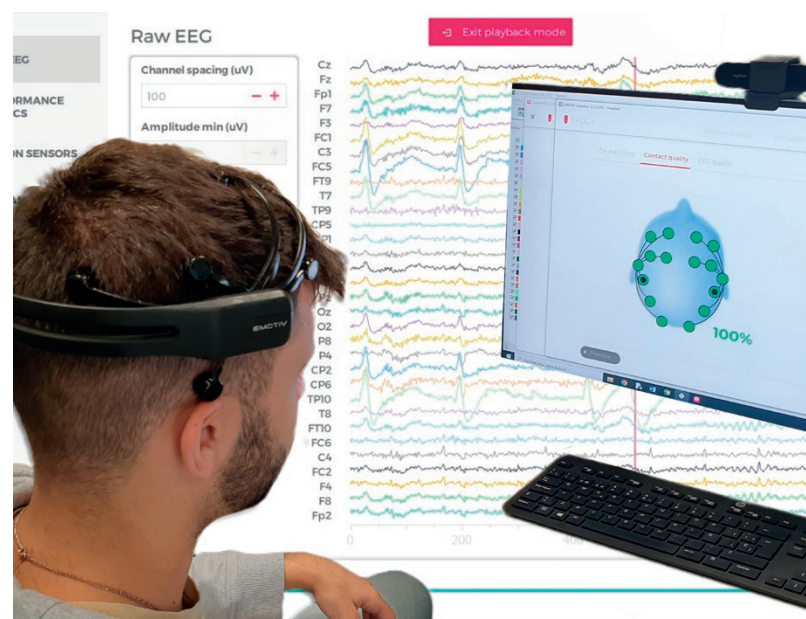 Raw EEG
Exit playback mode
EEG
Channel spacing (uV)
100
Amplitude min (uV)
ORMANCE
CS
ON SENSORS
Cz
Fz
Fp1
F7
F3
FC1
C3
FC5
FT9
T7
TP9
CP5
CP1
Oz
O2
P8
P4
CP2
CP6
TP10
T8
FT10
FC6
C4
FC2
F4
F8
Fp2
0
200
EMOTIV
Contact quality
EEG quality
100%